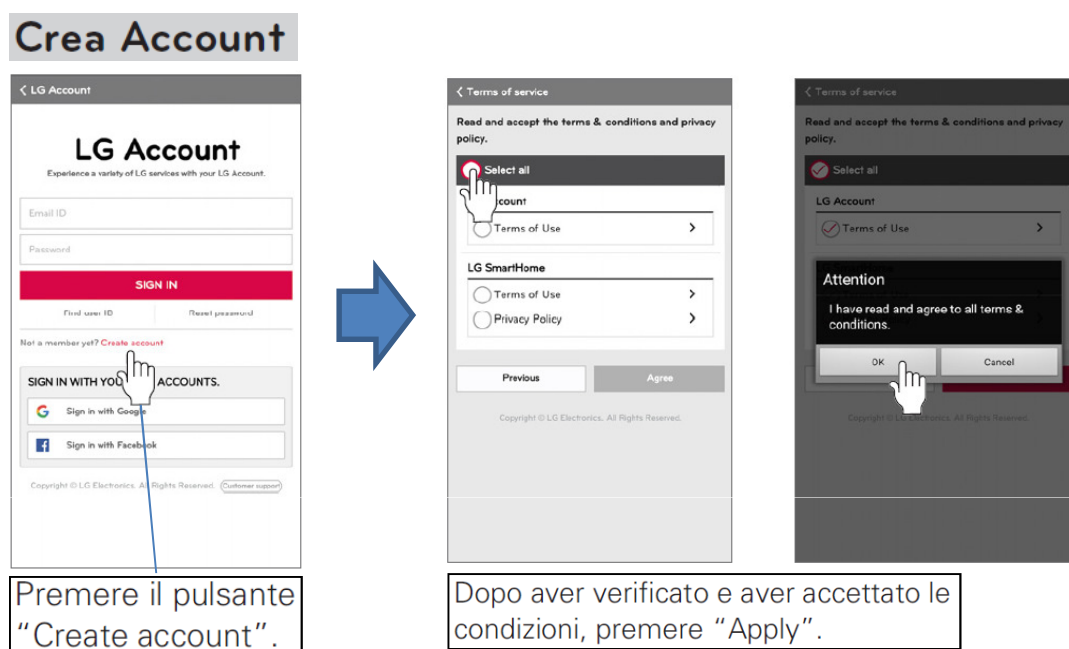 Crea Account
LG Account
LG Account
Experience a variety of LG services with your LG Account.
Email ID
Password
SIGN IN
Find user ID
Reset password
Not a member yet? Create account
SIGN IN WITH YO ACCOUNTS.
Sign in with Google
Sign in with Facebook
Copyright © LG Electronics. All Rights Reserved. Customer support
Premere il pulsante
“Create account”.
Terms of service
Read and accept the terms & conditions and privacy
policy.
Select all
count
Terms of Use
LG SmartHome
Terms of Use
Privacy Policy
Previous
Agree
Copyright © LG Electronics. All Rights Reserved.
Terms of service
Read and accept the terms & conditions and privacy
policy.
Select all
LG Account
Terms of Use
Attention
I have read and agree to all terms &
conditions.
OK
Cancel
Copyright © LG Electronics. All Rights Reserved.
Dopo aver verificato e aver accettato le
condizioni, premere “Apply”.